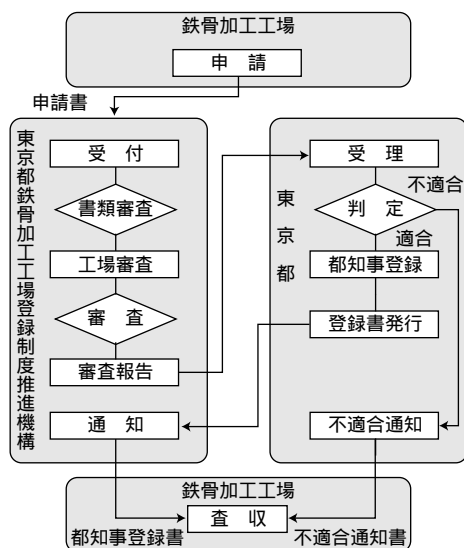 鉄骨加工工場
申 請
申請書
東京都鉄骨加工工場登録制度推進機構
受 付
書類審査
工場審査
審 査
審査報告
通 知
東京都
受 理
不適合
判 定
適合
都知事登録
登録書発行
不適合通知
鉄骨加工工場
査 収
都知事登録書
不適合通知書